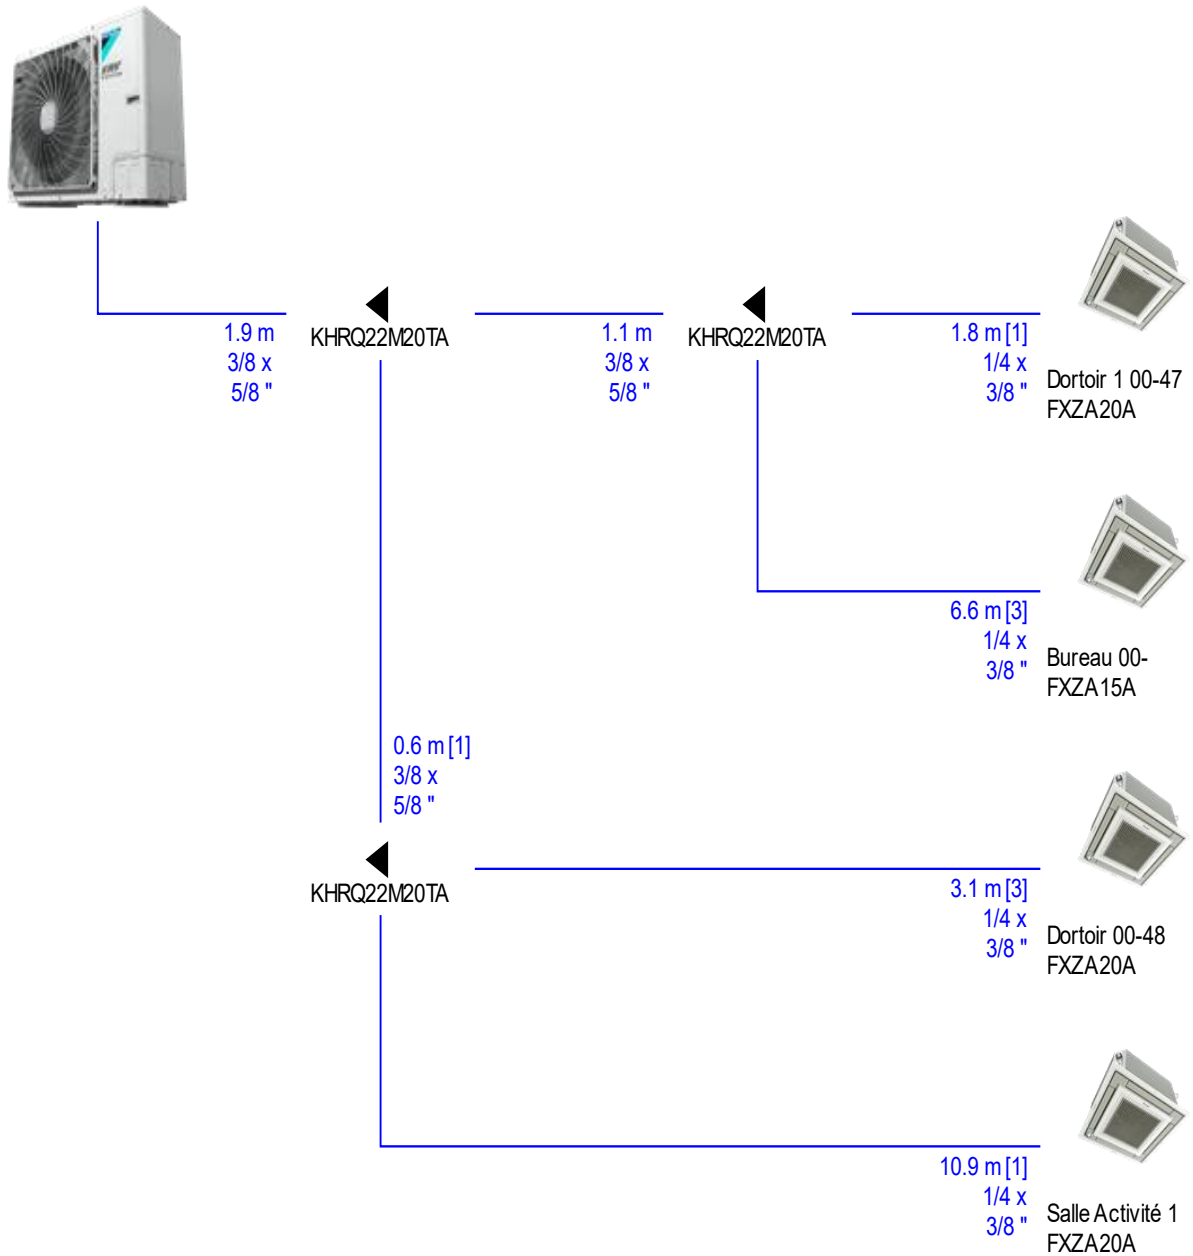 1.9 m
3/8 x
5/8 "
KHRQ22M20TA
1.1 m
3/8 x
5/8 "
KHRQ22M20TA
1.8 m [1]
1/4 x
3/8 "
Dortoir 1 00-47
FXZA20A
6.6 m [3]
1/4 x
3/8 "
Bureau 00-
FXZA15A
0.6 m [1]
3/8 x
5/8 "
KHRQ22M20TA
3.1 m [3]
1/4 x
3/8 "
Dortoir 00-48
FXZA20A
10.9 m [1]
1/4 x
3/8 "
Salle Activité 1
FXZA20A